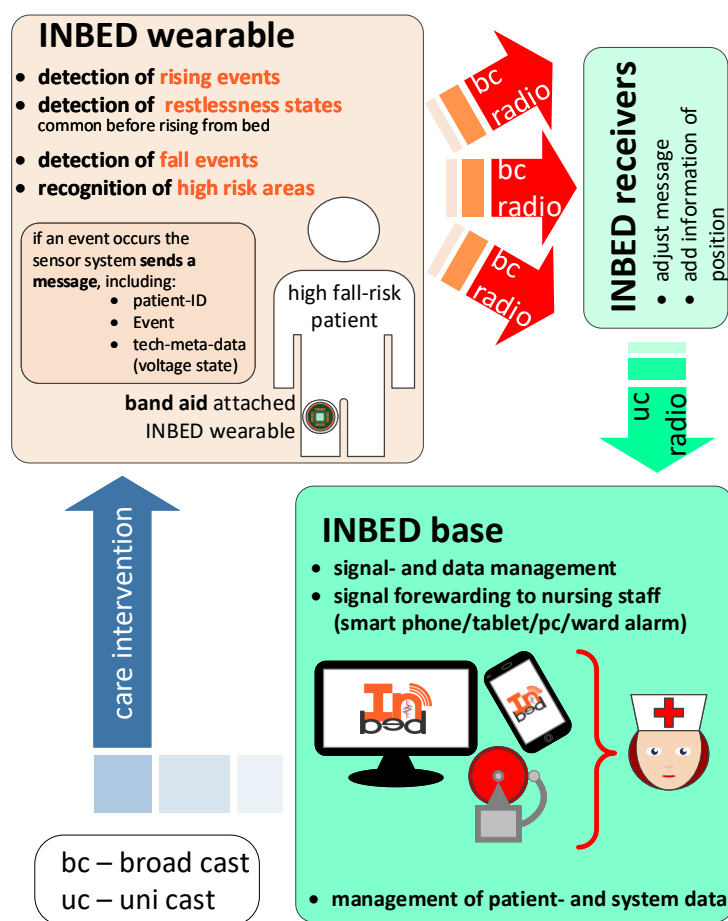 INBED wearable
• detection of rising events
• detection of restlessness states
common before rising from bed
• detection of fall events
• recognition of high risk areas
if an event occurs the
sensor system sends a
message, including:
• patient-ID
• Event
• tech-meta-data
(voltage state)
high fall-risk
patient
band aid attached
INBED wearable
bc
radio
bc
radio
bc
radio
INBED receivers
• adjust message
• add information of
position
uc
radio
INBED base
• signal- and data management
• signal forewarding to nursing staff
(smart phone/tablet/pc/ward alarm)
In
bed
In
bed
• management of patient- and system data
care intervention
bc – broad cast
uc – uni cast